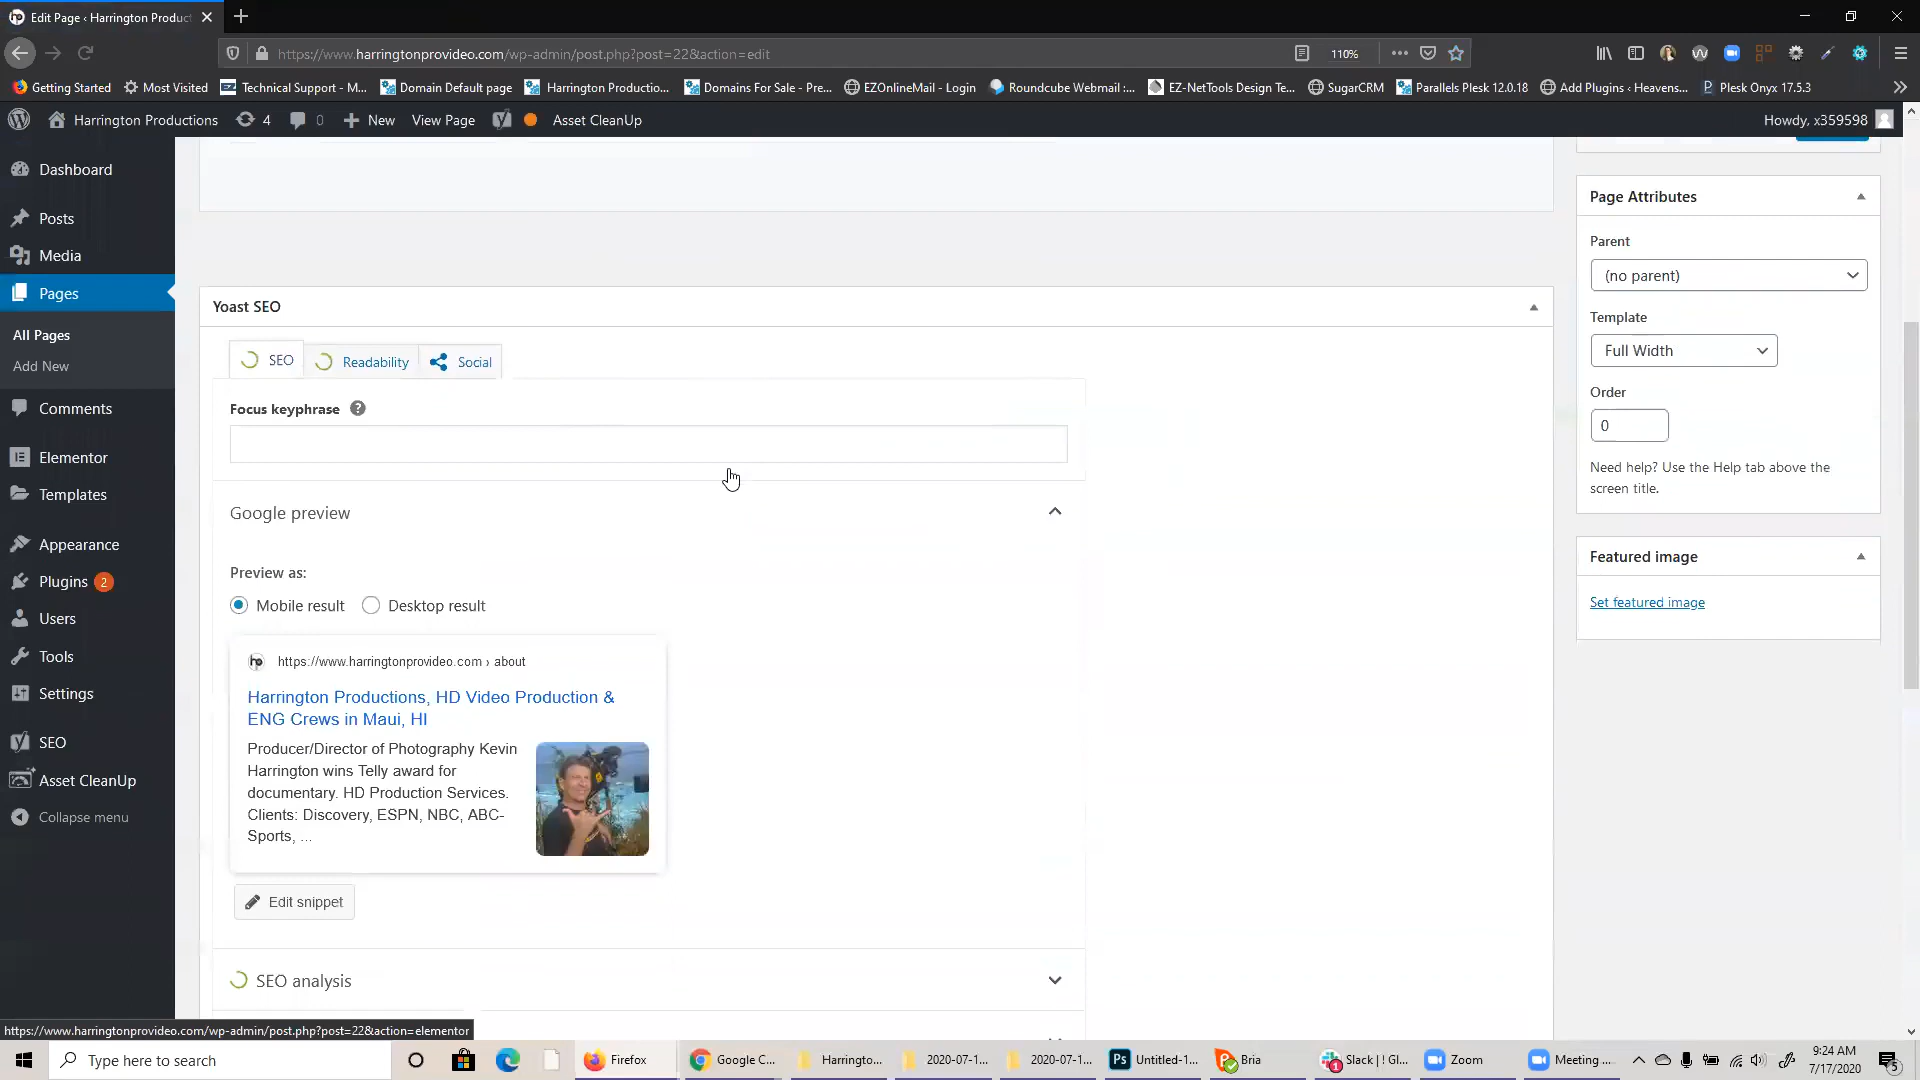 Edit Page ‹ Harrington Product
https://www.harringtonprovideo.com/wp-admin/post.php?post=22&action=edit
110%
Getting Started
Most Visited
Technical Support - M...
Domain Default page
Harrington Productio...
Domains For Sale - Pre...
EZOnlineMail - Login
Roundcube Webmail :...
EZ-NetTools Design Te...
SugarCRM
Parallels Plesk 12.0.18
Add Plugins ‹ Heavens...
Plesk Onyx 17.5.3
Harrington Productions
4
0
New
View Page
Asset CleanUp
Howdy, x359598
Dashboard
Posts
Media
Pages
All Pages
Add New
Comments
Elementor
Templates
Appearance
Plugins 2
Users
Tools
Settings
SEO
Asset CleanUp
Collapse menu
Yoast SEO
SEO
Readability
Social
Focus keyphrase
Google preview
Preview as:
Mobile result
Desktop result
hp
https://www.harringtonprovideo.com › about
Harrington Productions, HD Video Production &
ENG Crews in Maui, HI
Producer/Director of Photography Kevin
Harrington wins Telly award for
documentary. HD Production Services.
Clients: Discovery, ESPN, NBC, ABC-
Sports, ...
Edit snippet
SEO analysis
Page Attributes
Parent
(no parent)
Template
Full Width
Order
0
Need help? Use the Help tab above the
screen title.
Featured image
Set featured image
https://www.harringtonprovideo.com/wp-admin/post.php?post=22&action=elementor
Type here to search
Firefox
Google C...
Harringto...
2020-07-1...
2020-07-1...
Ps
Untitled-1...
Bria
Slack | ! Gl...
Zoom
Meeting ...
9:24 AM
7/17/2020
5